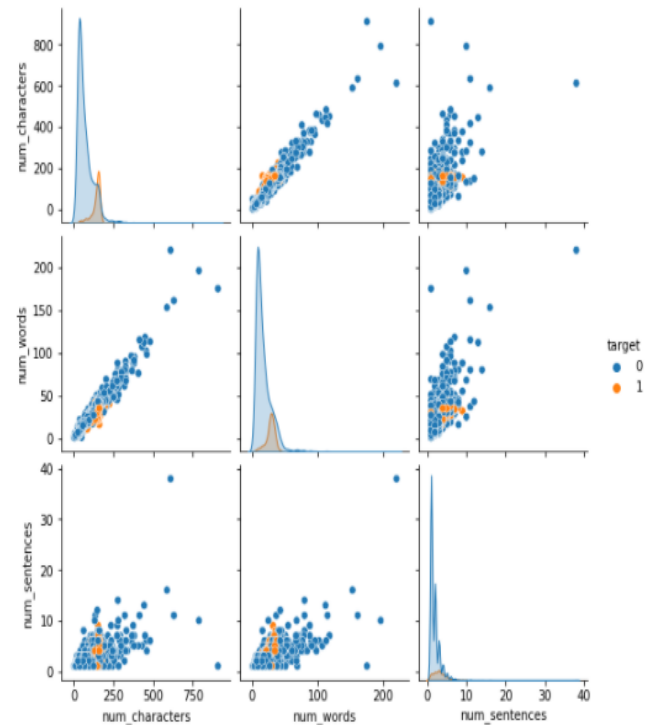 num_characters
800
600
400
200
0
num_words
200
150
100
50
0
target
0
1
num_sentences
40
30
20
10
0
0 250 500 750
0 100 200
0 10 20 30 40
num_characters num_words num_sentences